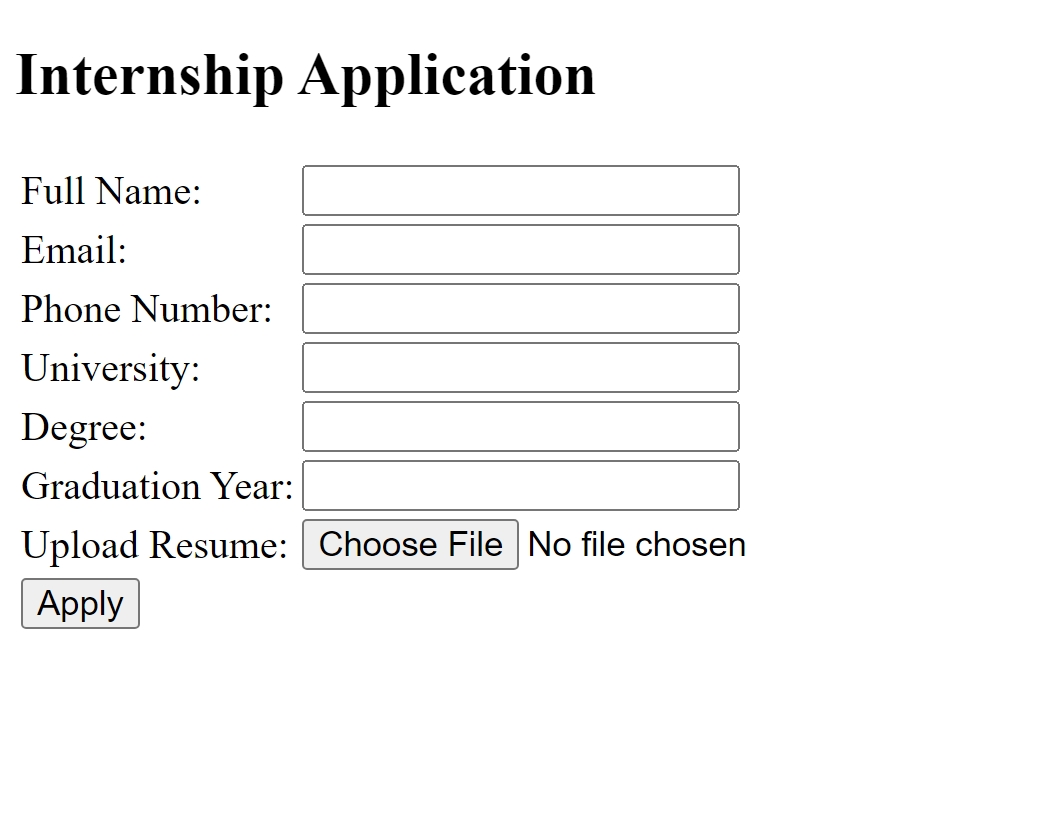 Internship Application
Full Name:
Email:
Phone Number:
University:
Degree:
Graduation Year:
Upload Resume: Choose File No file chosen
Apply